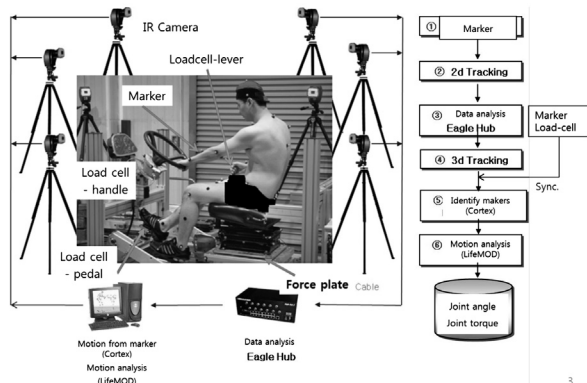 IR Camera
Loadcell-lever
Marker
Load cell
- handle
Load cell
- pedal
Force plate
Cable
Motion from marker
(Cortex)
Motion analysis
(LifeMOD)
Data analysis
Eagle Hub
① Marker
② 2d Tracking
③ Data analysis
Eagle Hub
④ 3d Tracking
Marker
Load-cell
Sync.
⑤ Identify makers
(Cortex)
⑥ Motion analysis
(LifeMOD)
Joint angle
Joint torque